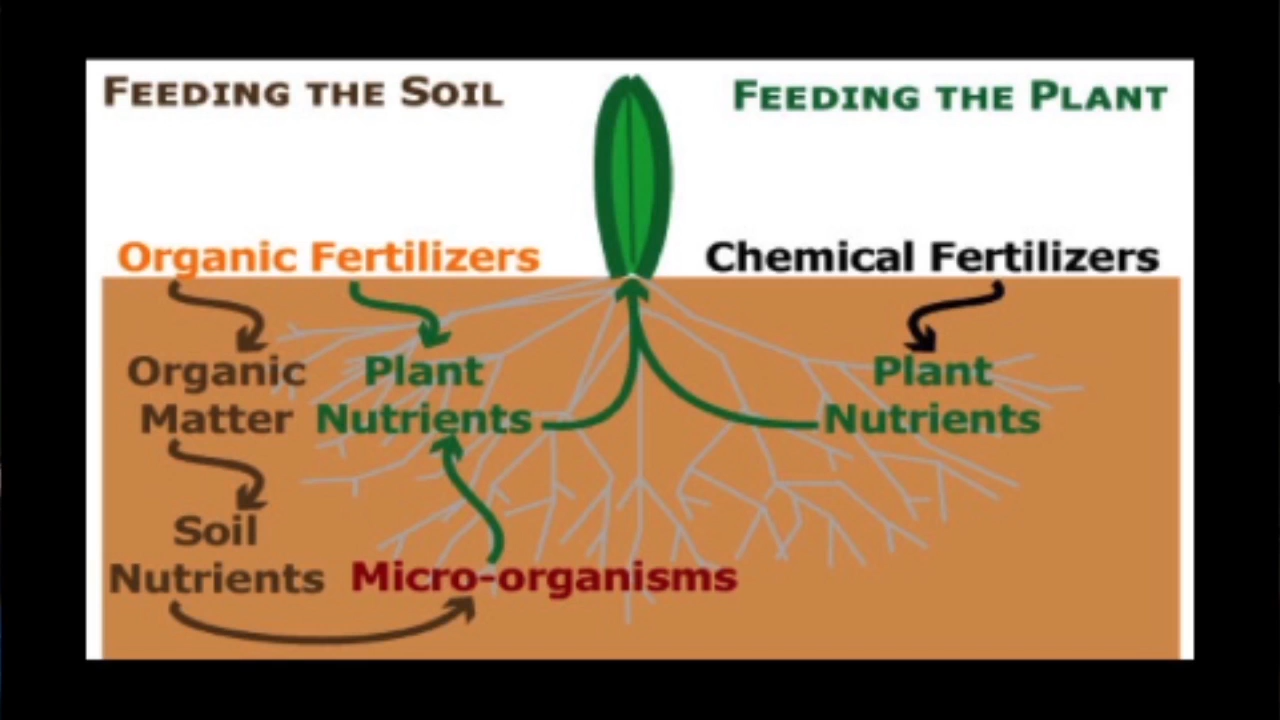 FEEDING THE SOIL
FEEDING THE PLANT
Organic Fertilizers
Chemical Fertilizers
Organic
Matter
Plant
Nutrients
Plant
Nutrients
Soil
Nutrients
Micro-organisms